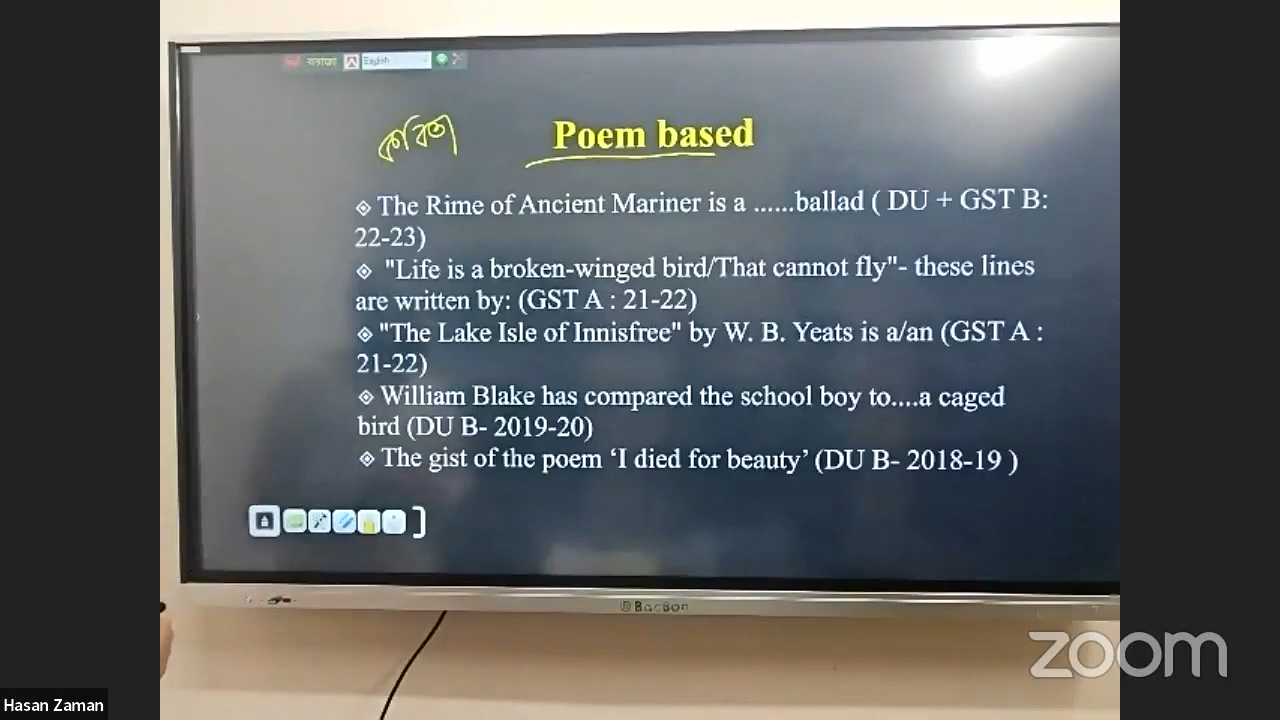 বায়ান্ন English
কবিতা Poem based
◈ The Rime of Ancient Mariner is a ......ballad ( DU + GST B:
22-23)
◈ "Life is a broken-winged bird/That cannot fly"- these lines
are written by: (GST A : 21-22)
◈ "The Lake Isle of Innisfree" by W. B. Yeats is a/an (GST A :
21-22)
◈ William Blake has compared the school boy to....a caged
bird (DU B- 2019-20)
◈ The gist of the poem ‘I died for beauty’ (DU B- 2018-19 )
BacBon
zoom
Hasan Zaman